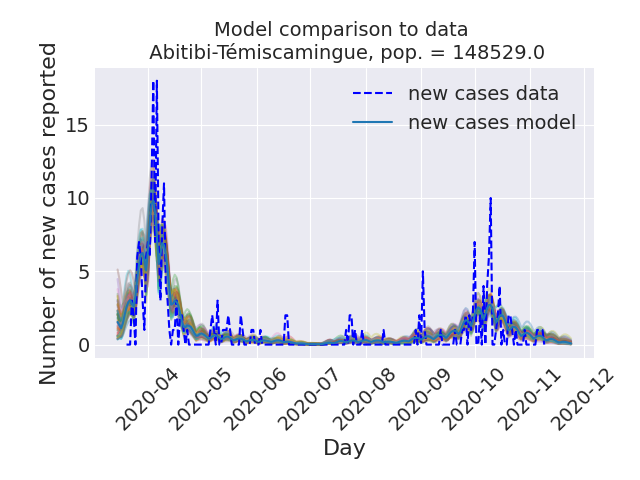 Model comparison to data
Abitibi-Témiscamingue, pop. = 148529.0
Number of new cases reported
new cases data
new cases model
15
10
5
0
2020-04
2020-05
2020-06
2020-07
2020-08
2020-09
2020-10
2020-11
2020-12
Day